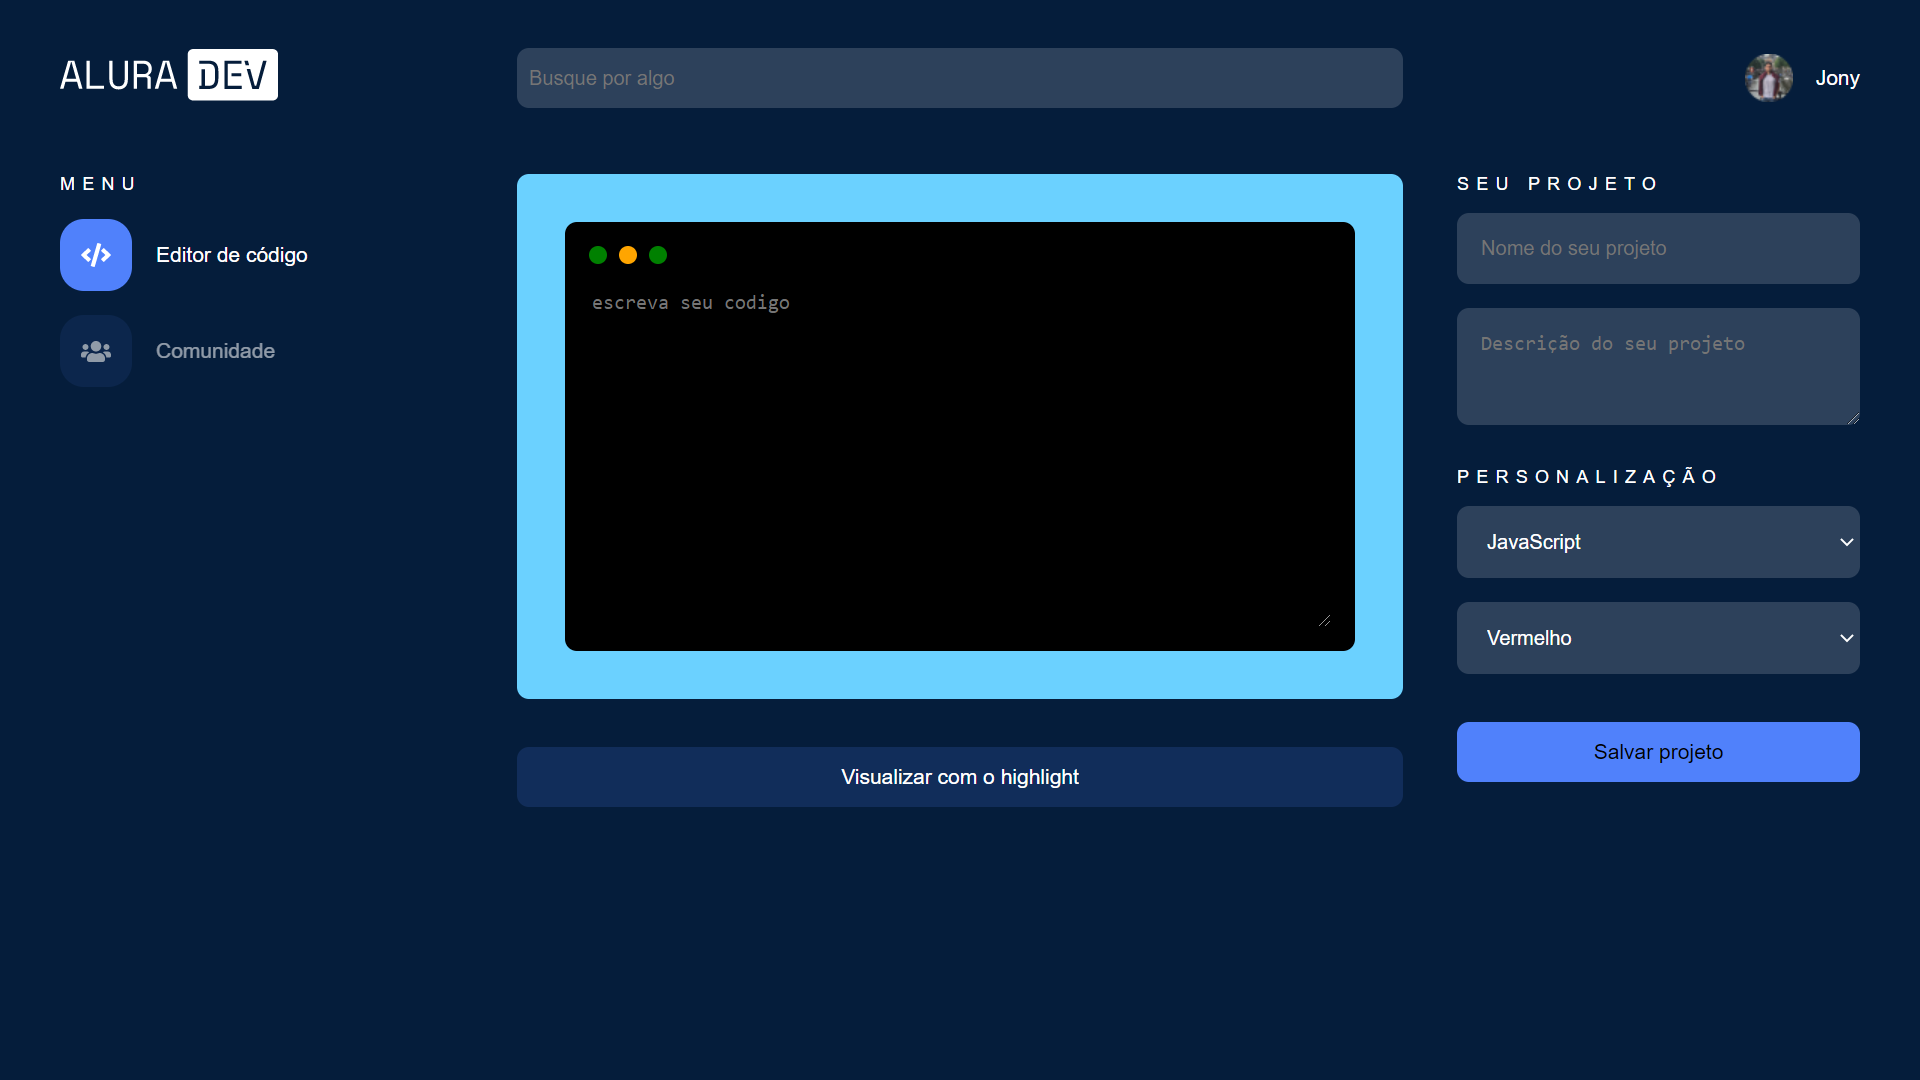 ALURA DEV
Busque por algo
Jony
MENU
Editor de código
Comunidade
escreva seu codigo
Visualizar com o highlight
SEU PROJETO
Nome do seu projeto
Descrição do seu projeto
PERSONALIZAÇÃO
JavaScript
Vermelho
Salvar projeto